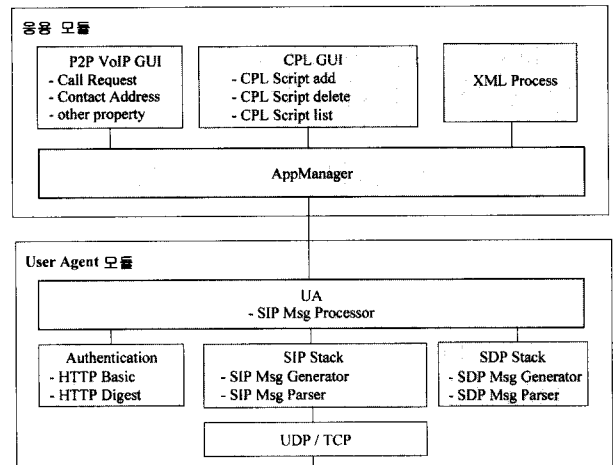 응용 모듈
P2P VoIP GUI
- Call Request
- Contact Address
- other property
CPL GUI
- CPL Script add
- CPL Script delete
- CPL Script list
XML Process
AppManager
User Agent 모듈
UA
- SIP Msg Processor
Authentication
- HTTP Basic
- HTTP Digest
SIP Stack
- SIP Msg Generator
- SIP Msg Parser
SDP Stack
- SDP Msg Generator
- SDP Msg Parser
UDP / TCP